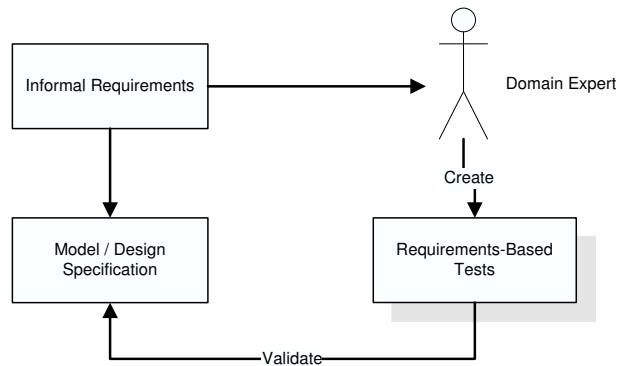 Informal Requirements
Domain Expert
Create
Model / Design
Specification
Requirements-Based
Tests
Validate